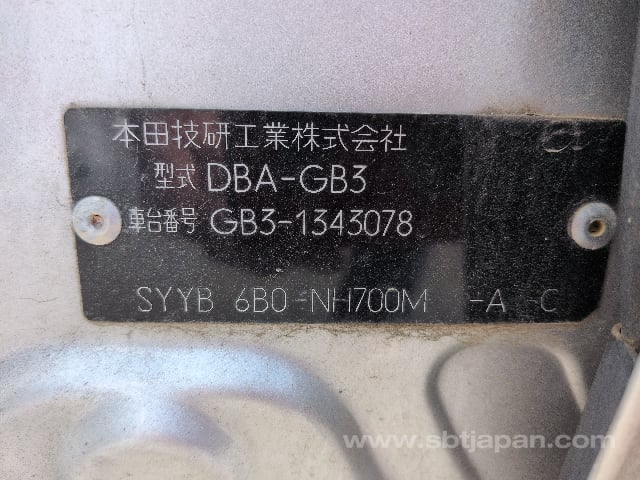 本田技研工業株式会社
型式 DBA-GB3
車台番号 GB3-1343078
SYYB 6B0-NH700M -A -C
www.sbtjapan.com